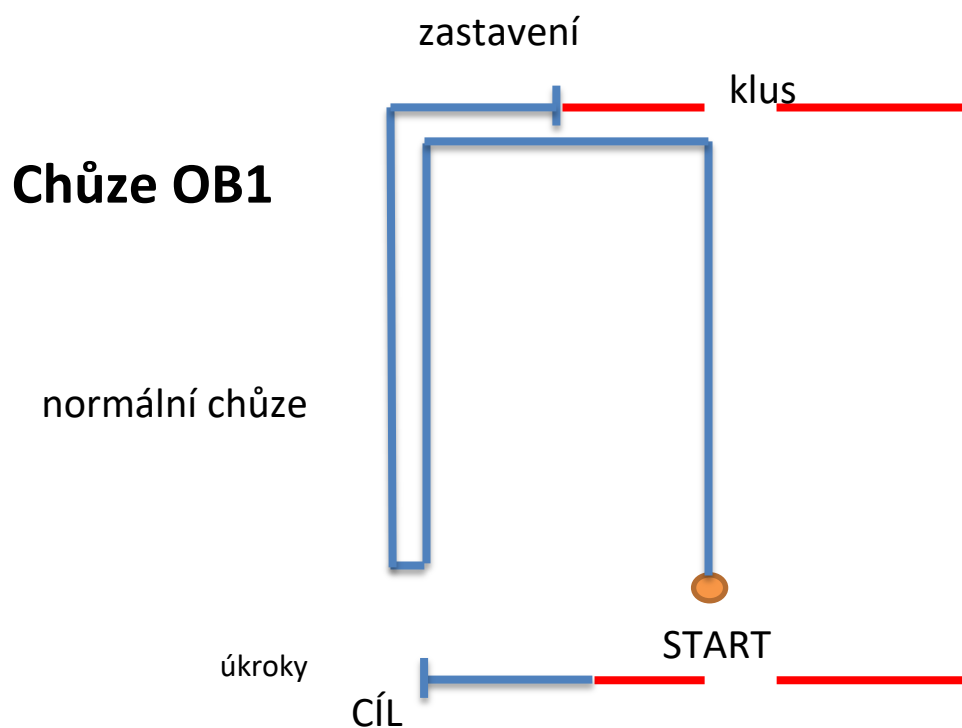 zastavení
klus
Chůze OB1
normální chůze
START
úkroky
CÍL